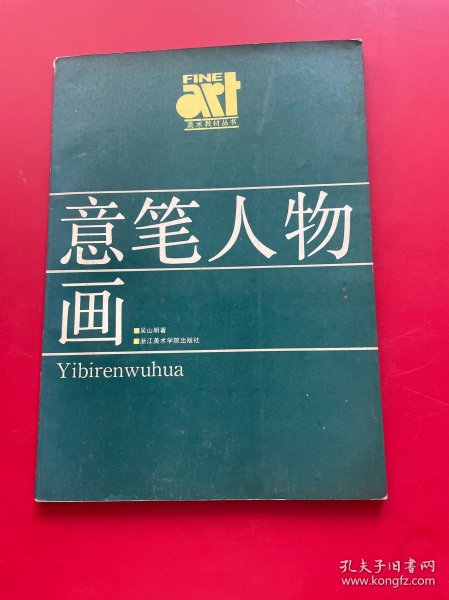 FINE
art
美术教材丛书
意笔人物
画
吴山明著
浙江美术学院出版社
Yibirenwuhua
孔夫子旧书网
www.kongfz.com